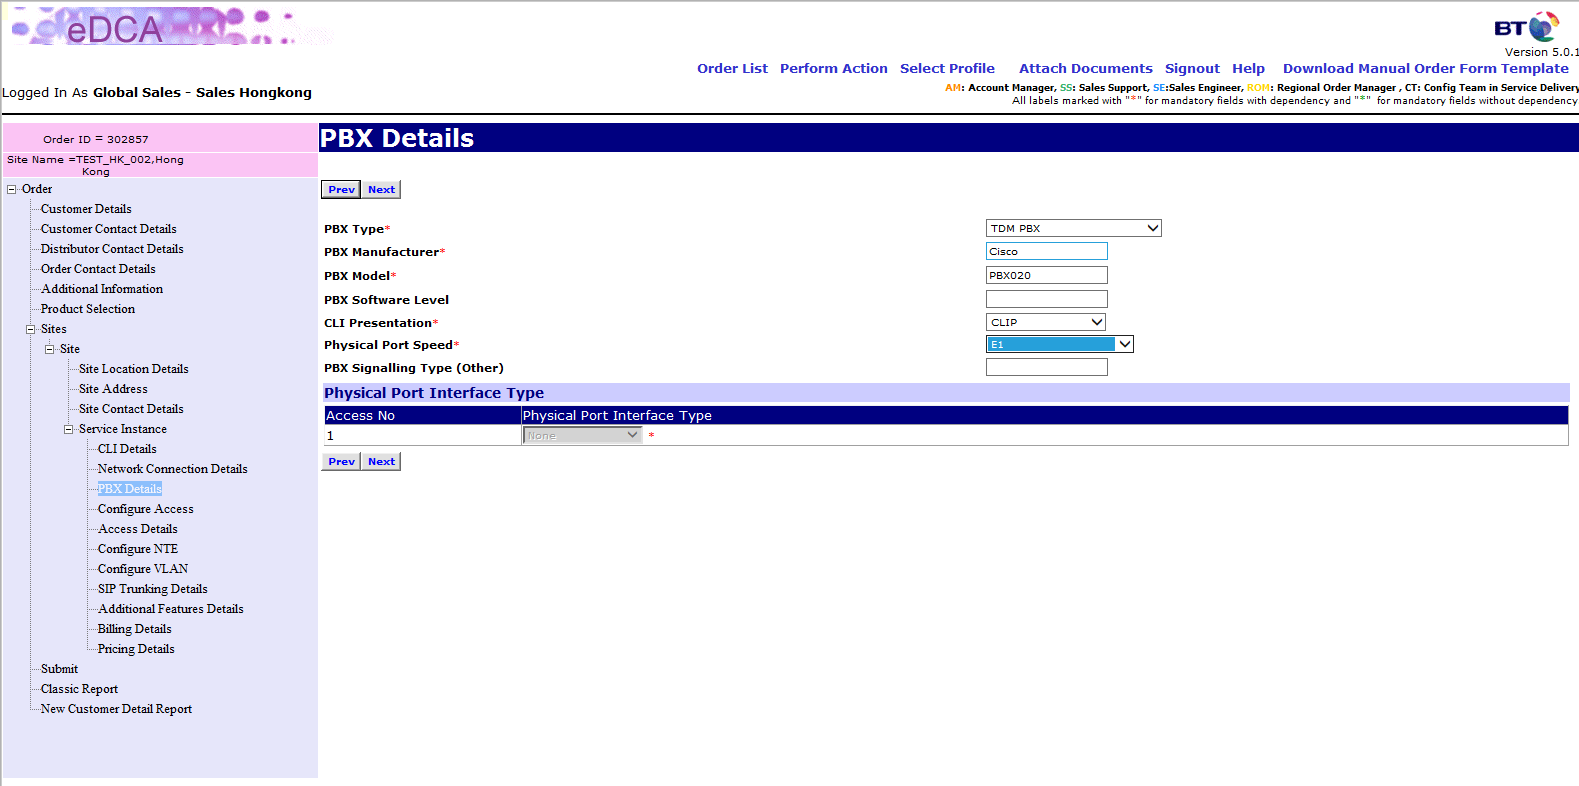 eDCA
BT
Version 5.0.1
Order List Perform Action Select Profile Attach Documents Signout Help Download Manual Order Form Template
AM: Account Manager, SS: Sales Support, SE:Sales Engineer, ROM: Regional Order Manager , CT: Config Team in Service Delivery
Logged In As Global Sales - Sales Hongkong
All labels marked with "*" for mandatory fields with dependency and "*" for mandatory fields without dependency
Order ID = 302857
Site Name =TEST_HK_002,Hong
Kong
Order
Customer Details
Customer Contact Details
Distributor Contact Details
Order Contact Details
Additional Information
Product Selection
Sites
Site
Site Location Details
Site Address
Site Contact Details
Service Instance
CLI Details
Network Connection Details
PBX Details
Configure Access
Access Details
Configure NTE
Configure VLAN
SIP Trunking Details
Additional Features Details
Billing Details
Pricing Details
Submit
Classic Report
New Customer Detail Report
PBX Details
Prev Next
PBX Type* TDM PBX
PBX Manufacturer* Cisco
PBX Model* PBX020
PBX Software Level
CLI Presentation* CLIP
Physical Port Speed* E1
PBX Signalling Type (Other)
Physical Port Interface Type
Access No Physical Port Interface Type
1 None *
Prev Next